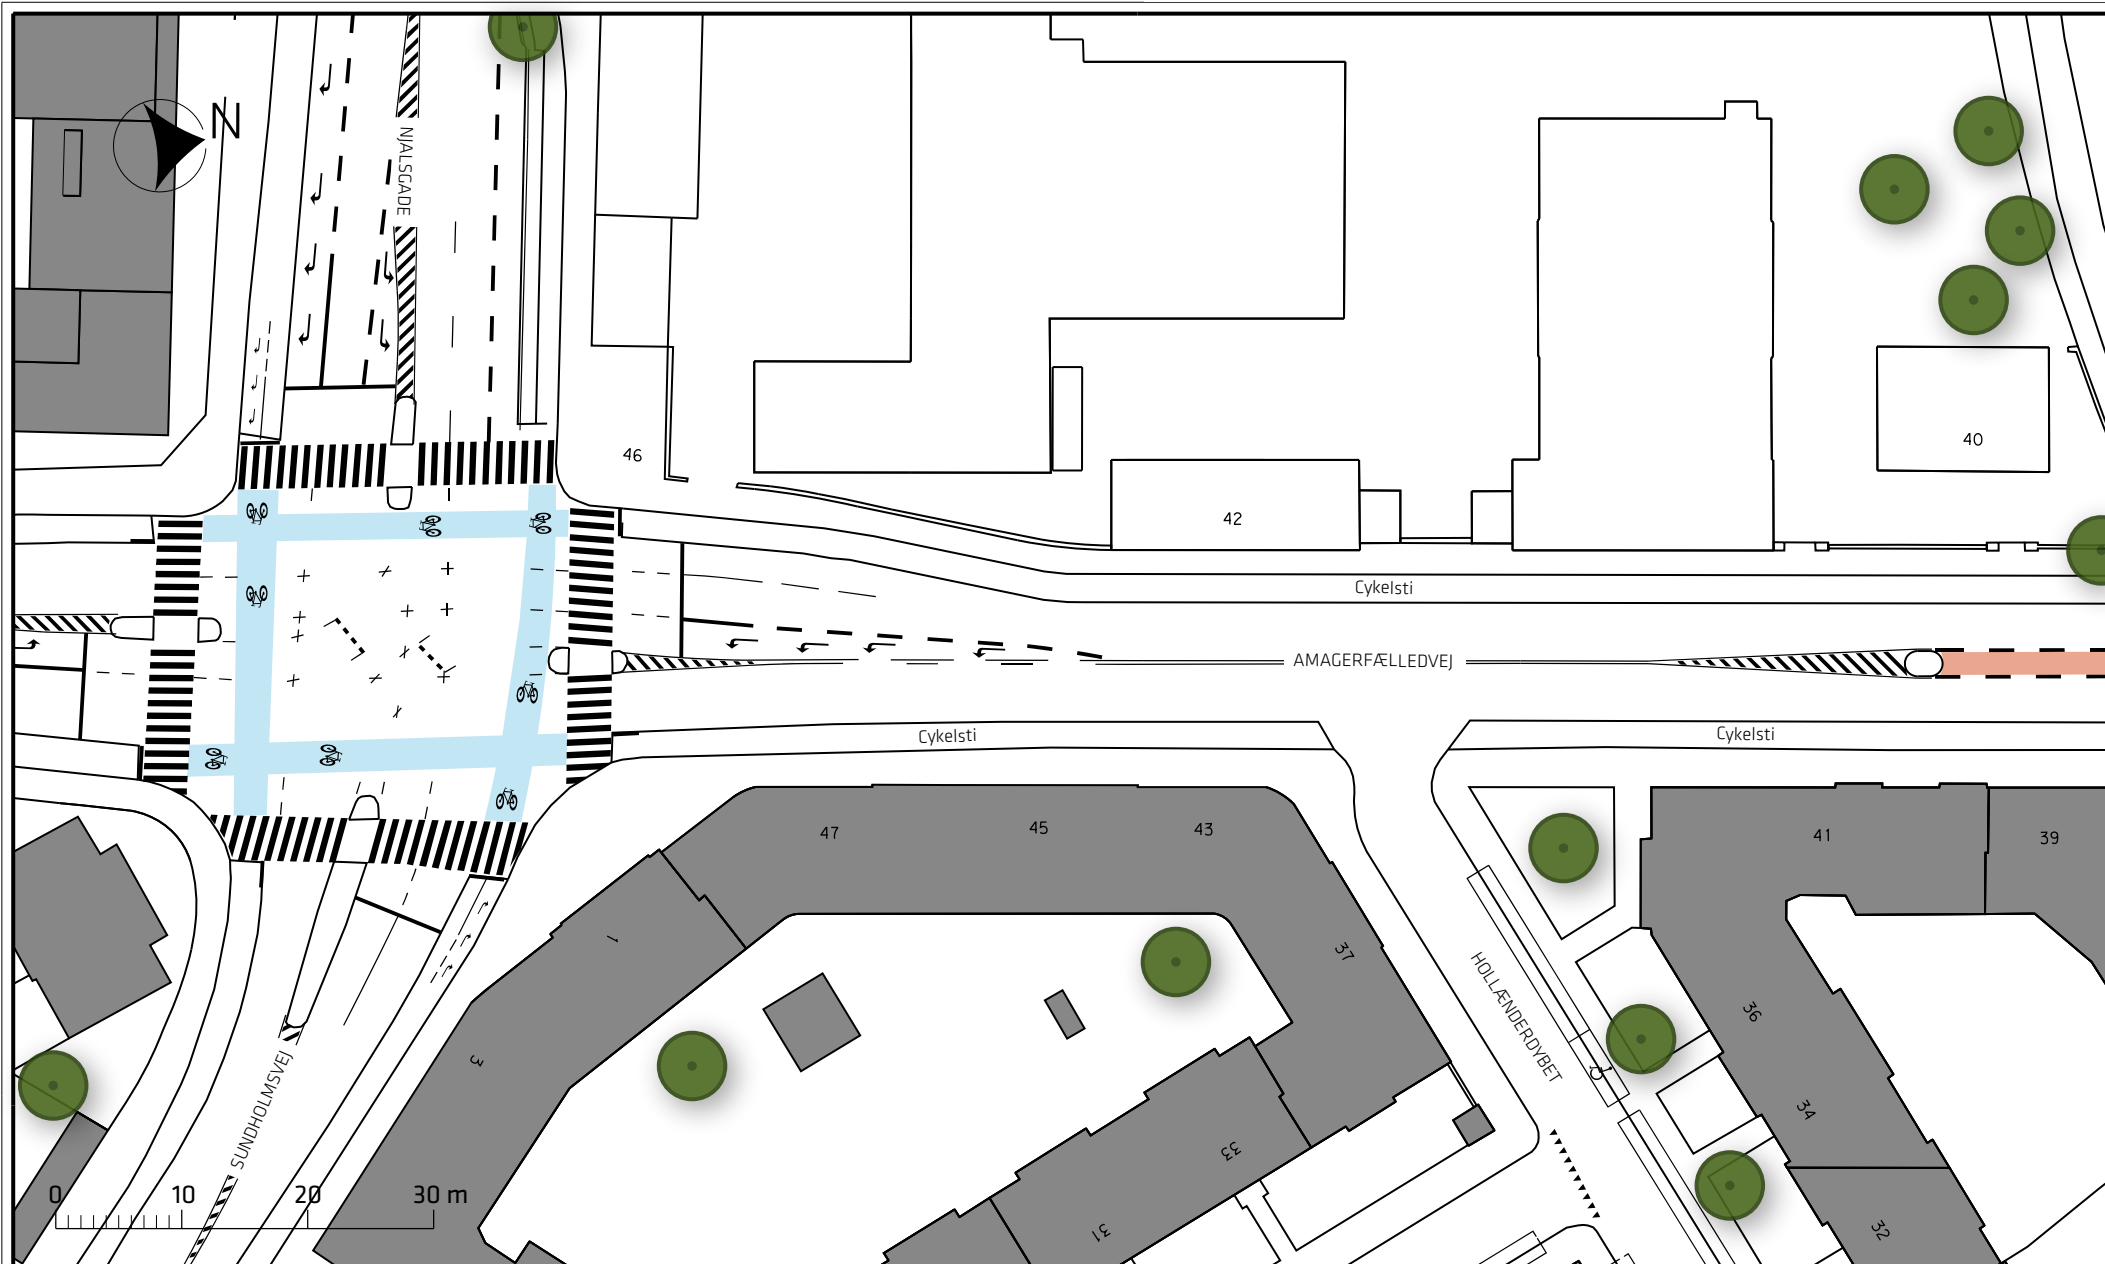 N
NJALSGADE
46
42
40
Cykelsti
AMAGERFÆLLEDVEJ
Cykelsti
Cykelsti
47
45
43
41
39
1
37
3
HOLLÆNDERDYBET
36
34
33
31
32
SUNDHOLMSVEJ
0 10 20 30 m